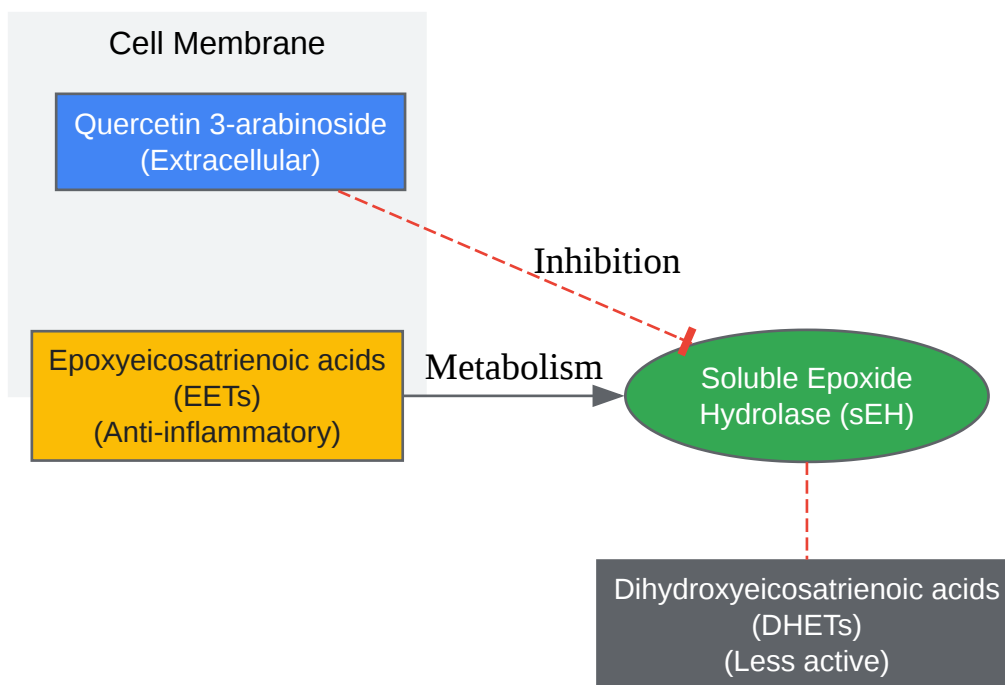 Cell Membrane
Quercetin 3-arabinoside
(Extracellular)
Inhibition
Epoxyeicosatrienoic acids
(EETs)
(Anti-inflammatory)
Metabolism
Soluble Epoxide
Hydrolase (sEH)
Dihydroxyeicosatrienoic acids
(DHETs)
(Less active)